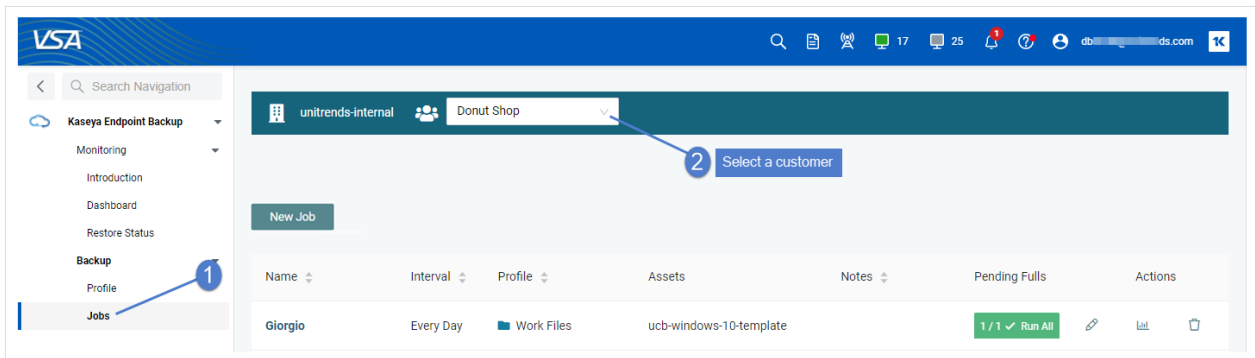 VSA
17
25
1
ds.com
Search Navigation
unitrends-internal
Donut Shop
Kaseya Endpoint Backup
Monitoring
2
Select a customer
Introduction
Dashboard
New Job
Restore Status
Backup
1
Name
Interval
Profile
Assets
Notes
Pending Fulls
Actions
Profile
Jobs
Giorgio
Every Day
Work Files
ucb-windows-10-template
1 / 1
Run All